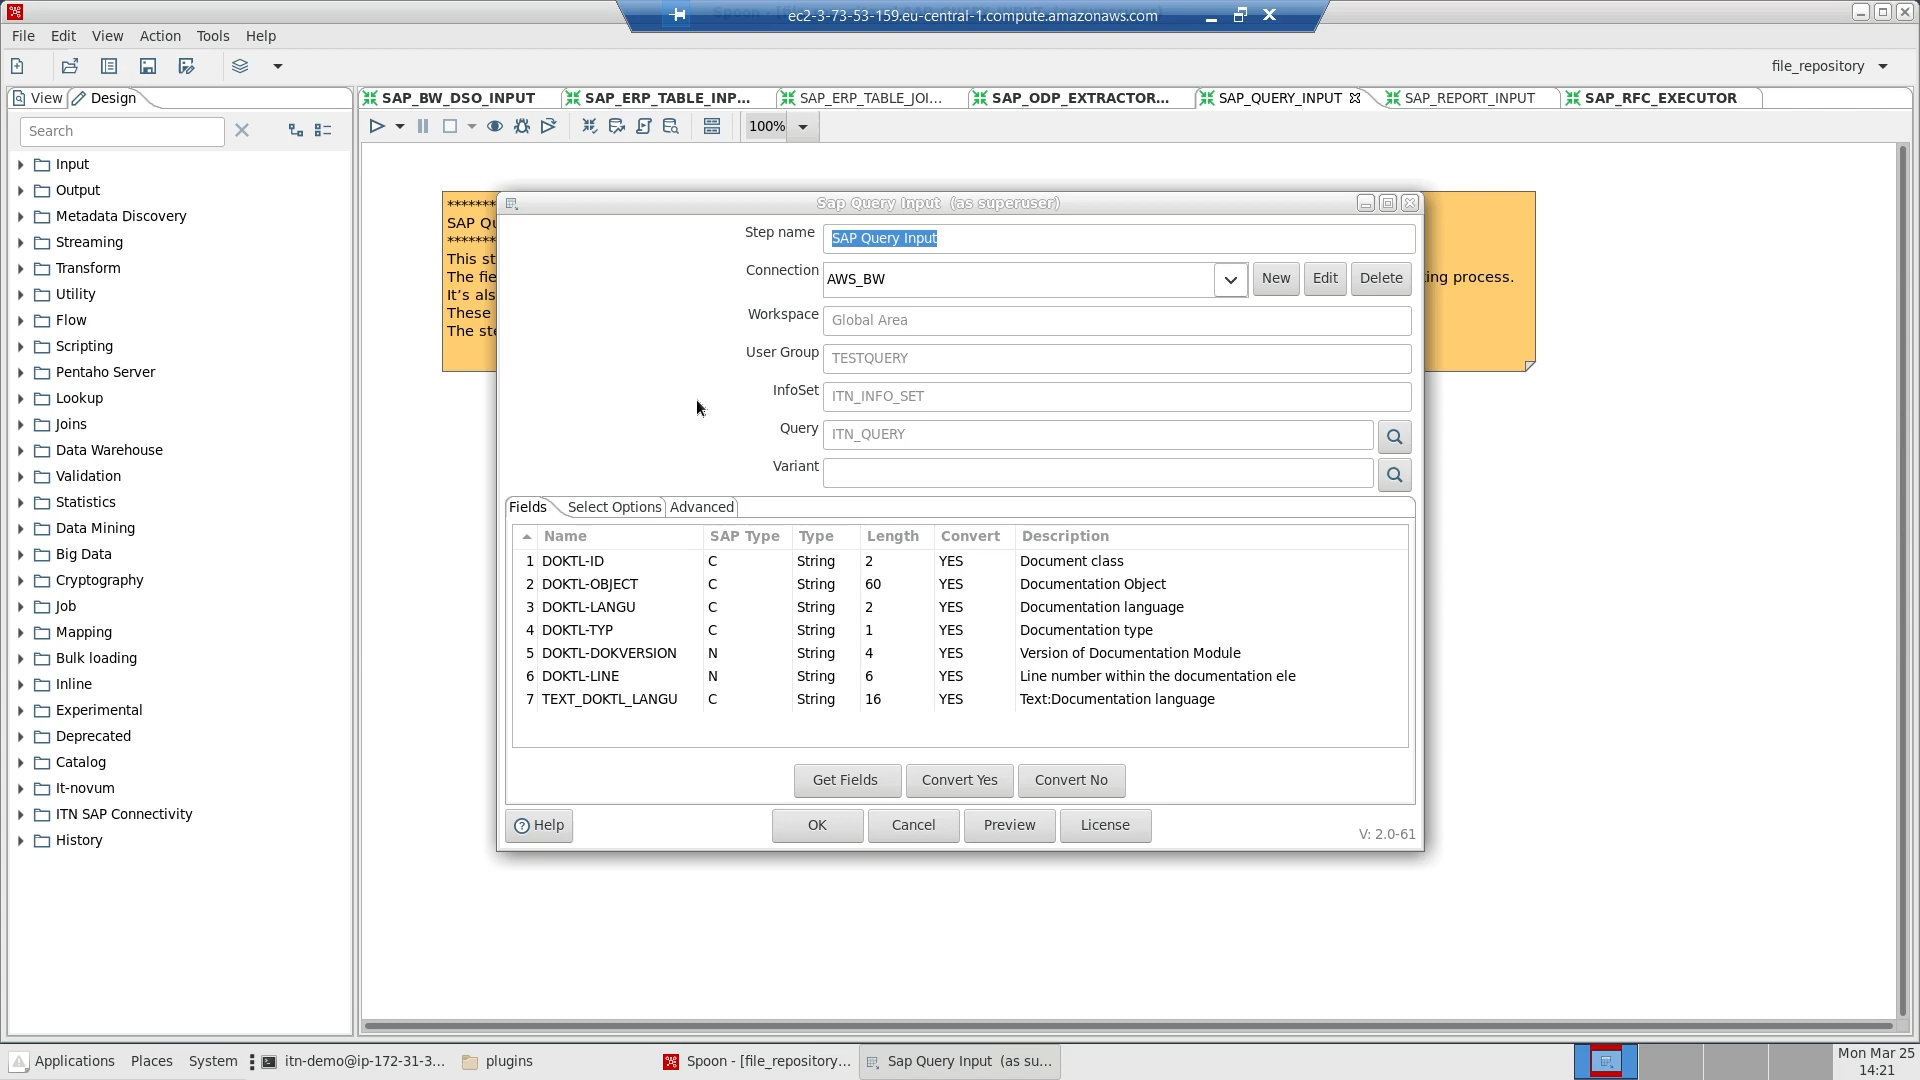 Spoon - [fi
ec2-3-73-53-159.eu-central-1.compute.amazonaws.com
File Edit View Action Tools Help
file_repository
View Design
SAP_BW_DSO_INPUT SAP_ERP_TABLE_INP... SAP_ERP_TABLE_JOI... SAP_ODP_EXTRACTOR... SAP_QUERY_INPUT SAP_REPORT_INPUT SAP_RFC_EXECUTOR
Search
100%
Input
Output
Metadata Discovery
Streaming
Transform
Utility
Flow
Scripting
Pentaho Server
Lookup
Joins
Data Warehouse
Validation
Statistics
Data Mining
Big Data
Cryptography
Job
Mapping
Bulk loading
Inline
Experimental
Deprecated
Catalog
It-novum
ITN SAP Connectivity
History
*******
SAP Qu
*******
This st
The fie
ing process.
It's als
These
The ste
Sap Query Input (as superuser)
Step name SAP Query Input
Connection AWS_BW New Edit Delete
Workspace Global Area
User Group TESTQUERY
InfoSet ITN_INFO_SET
Query ITN_QUERY
Variant
Fields Select Options Advanced
Name SAP Type Type Length Convert Description
1 DOKTL-ID C String 2 YES Document class
2 DOKTL-OBJECT C String 60 YES Documentation Object
3 DOKTL-LANGU C String 2 YES Documentation language
4 DOKTL-TYP C String 1 YES Documentation type
5 DOKTL-DOKVERSION N String 4 YES Version of Documentation Module
6 DOKTL-LINE N String 6 YES Line number within the documentation ele
7 TEXT_DOKTL_LANGU C String 16 YES Text:Documentation language
Get Fields Convert Yes Convert No
Help OK Cancel Preview License V: 2.0-61
Applications Places System itn-demo@ip-172-31-3... plugins Spoon - [file_repository... Sap Query Input (as su... Mon Mar 25
14:21